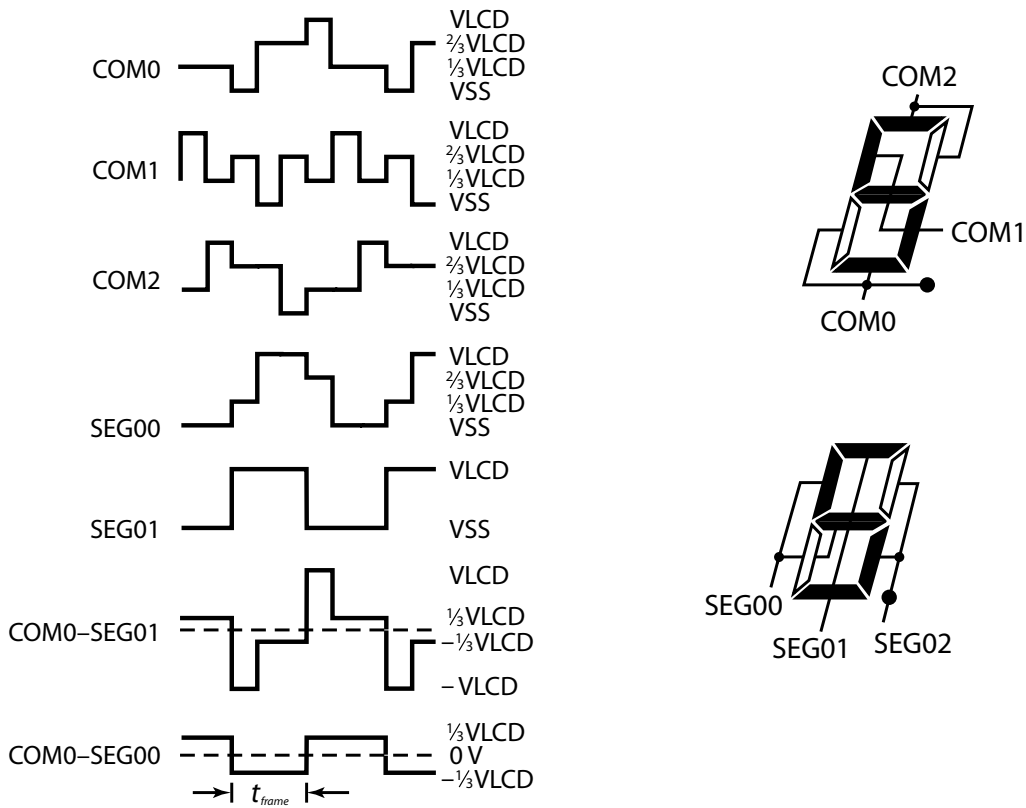 COM0
VLCD
⅔VLCD
⅓VLCD
VSS
COM1
VLCD
⅔VLCD
⅓VLCD
VSS
COM2
VLCD
⅔VLCD
⅓VLCD
VSS
SEG00
VLCD
⅔VLCD
⅓VLCD
VSS
SEG01
VLCD
VSS
COM0–SEG01
VLCD
⅓VLCD
–⅓VLCD
– VLCD
COM0–SEG00
⅓VLCD
0 V
–⅓VLCD
tframe
COM2
COM1
COM0
SEG00
SEG01
SEG02